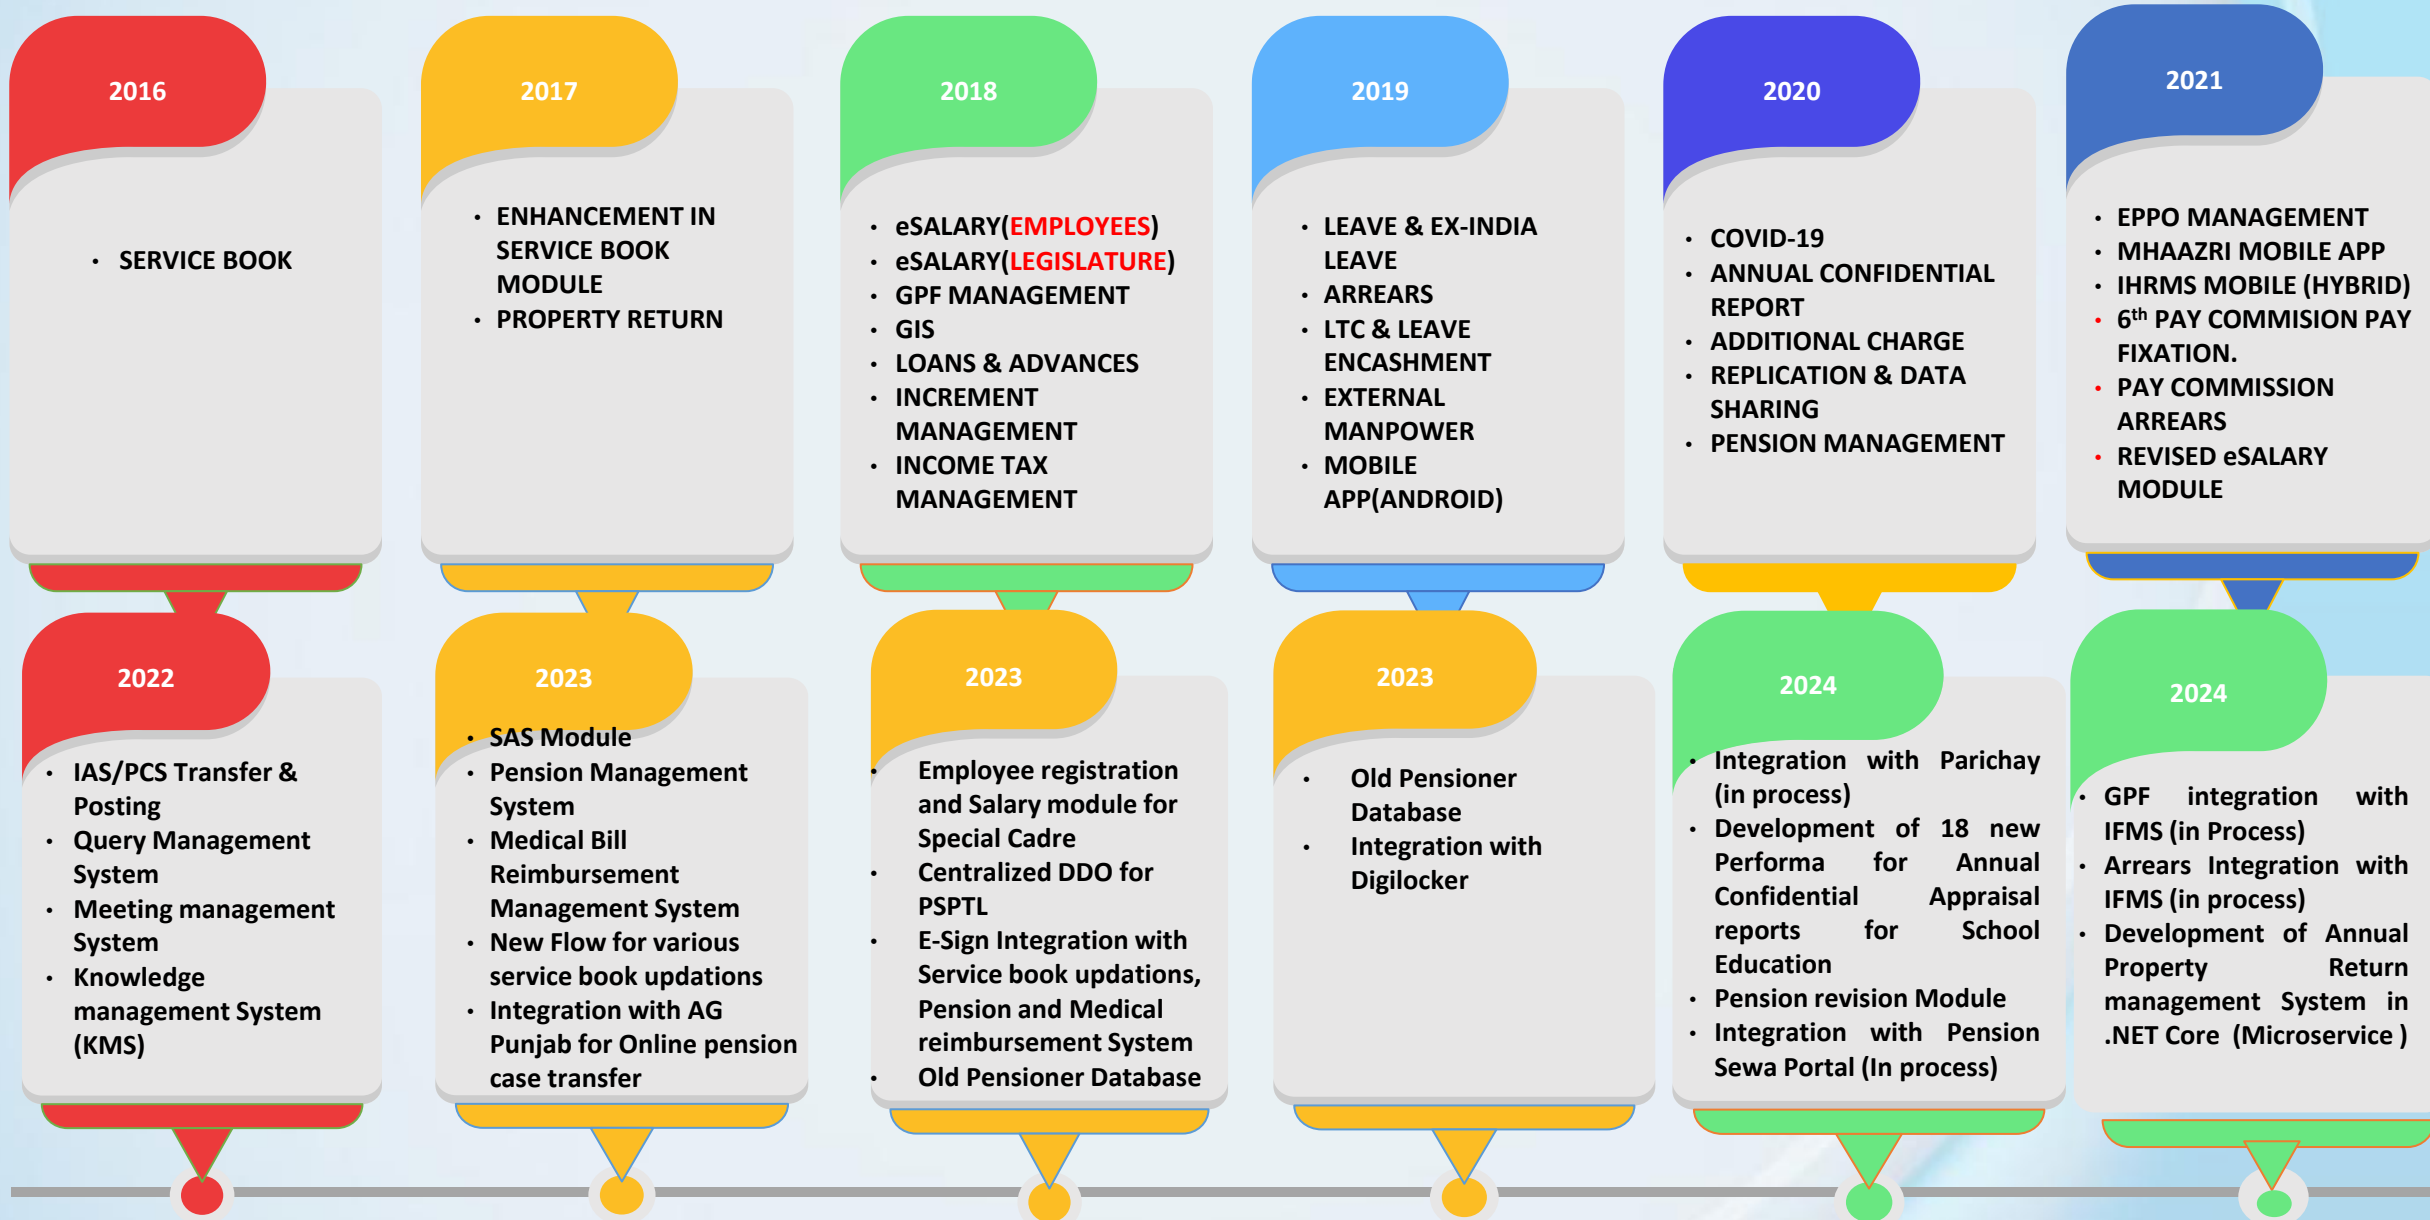 2016
• SERVICE BOOK
2017
• ENHANCEMENT IN
SERVICE BOOK
MODULE
• PROPERTY RETURN
2018
• eSALARY(EMPLOYEES)
• eSALARY(LEGISLATURE)
• GPF MANAGEMENT
• GIS
• LOANS & ADVANCES
• INCREMENT
MANAGEMENT
• INCOME TAX
MANAGEMENT
2019
• LEAVE & EX-INDIA
LEAVE
• ARREARS
• LTC & LEAVE
ENCASHMENT
• EXTERNAL
MANPOWER
• MOBILE
APP(ANDROID)
2020
• COVID-19
• ANNUAL CONFIDENTIAL
REPORT
• ADDITIONAL CHARGE
• REPLICATION & DATA
SHARING
• PENSION MANAGEMENT
2021
• EPPO MANAGEMENT
• MHAAZRI MOBILE APP
• IHRMS MOBILE (HYBRID)
• 6th PAY COMMISION PAY
FIXATION.
• PAY COMMISSION
ARREARS
• REVISED eSALARY
MODULE
2022
• IAS/PCS Transfer &
Posting
• Query Management
System
• Meeting management
System
• Knowledge
management System
(KMS)
2023
• SAS Module
• Pension Management
System
• Medical Bill
Reimbursement
Management System
• New Flow for various
service book updations
• Integration with AG
Punjab for Online pension
case transfer
2023
• Employee registration
and Salary module for
Special Cadre
• Centralized DDO for
PSPTL
• E-Sign Integration with
Service book updations,
Pension and Medical
reimbursement System
• Old Pensioner Database
2023
• Old Pensioner
Database
• Integration with
Digilocker
2024
• Integration with Parichay
(in process)
• Development of 18 new
Performa for Annual
Confidential Appraisal
reports for School
Education
• Pension revision Module
• Integration with Pension
Sewa Portal (In process)
2024
• GPF integration with
IFMS (in Process)
• Arrears Integration with
IFMS (in process)
• Development of Annual
Property Return
management System in
.NET Core (Microservice )